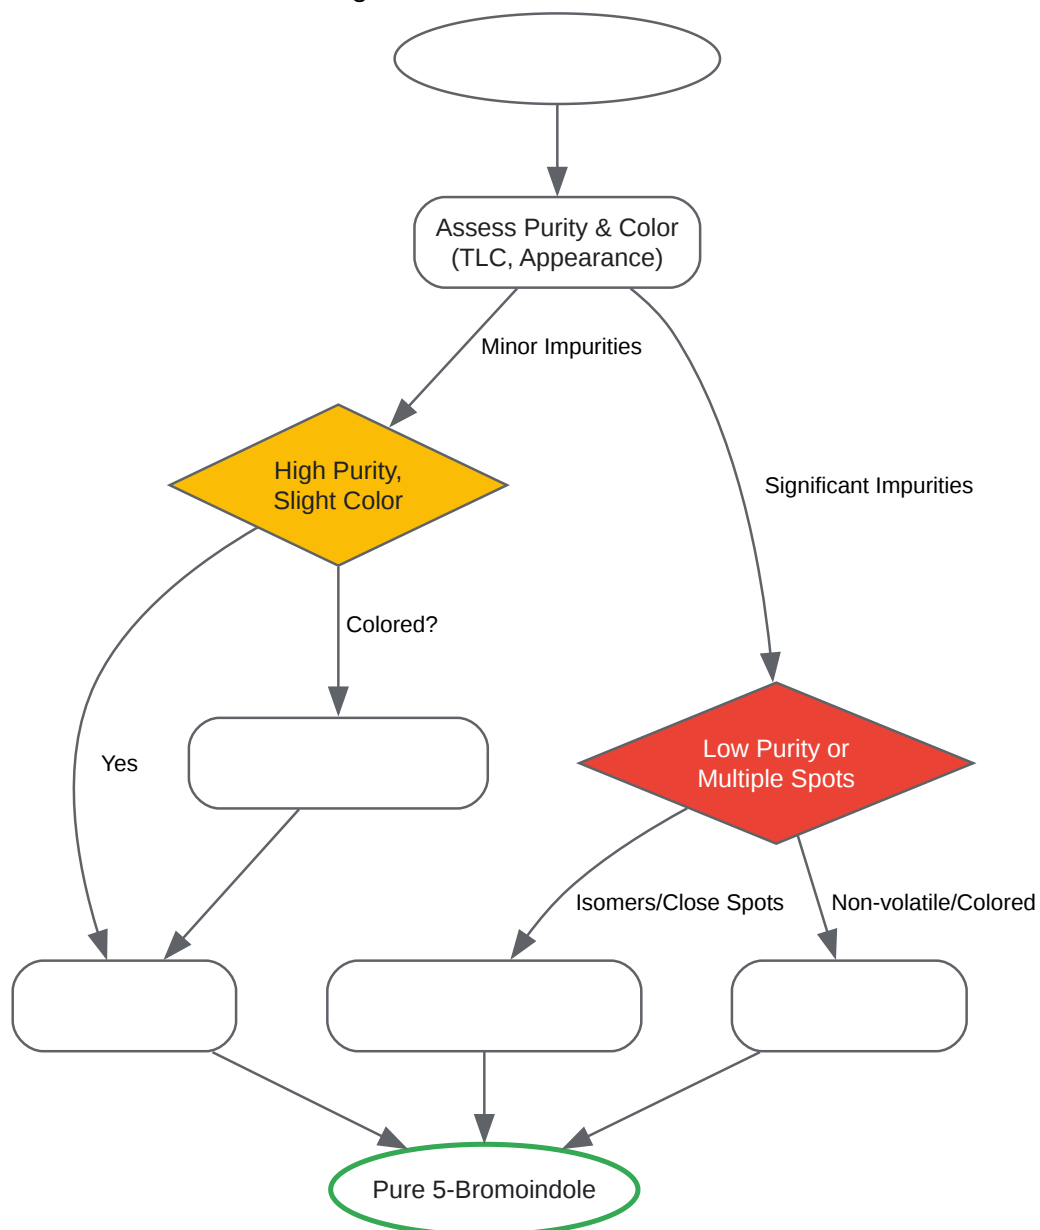 Assess Purity & Color
(TLC, Appearance)
Minor Impurities
High Purity,
Slight Color
Significant Impurities
Colored?
Yes
Low Purity or
Multiple Spots
Isomers/Close Spots
Non-volatile/Colored
Pure 5-Bromoindole